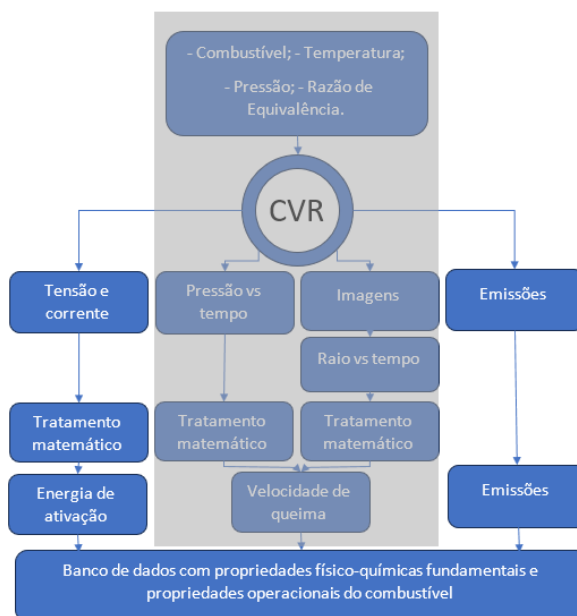 - Combustível; - Temperatura;
- Pressão; - Razão de
Equivalência.
CVR
Tensão e
corrente
Pressão vs
tempo
Imagens
Emissões
Raio vs tempo
Tratamento
matemático
Tratamento
matemático
Tratamento
matemático
Energia de
ativação
Velocidade de
queima
Emissões
Banco de dados com propriedades físico-químicas fundamentais e
propriedades operacionais do combustível